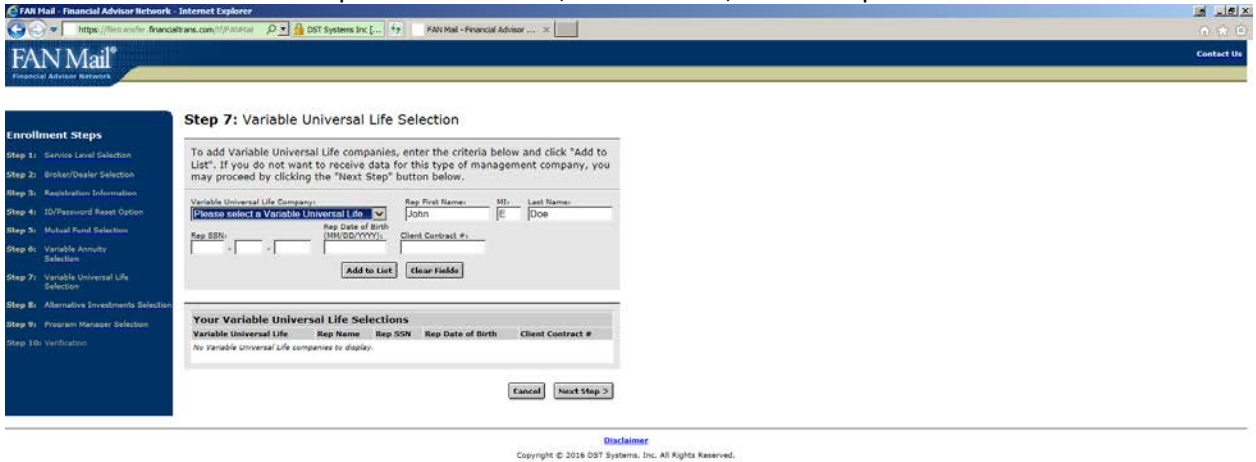 FAN Mail - Financial Advisor Network - Internet Explorer
DST Systems Inc [...
FAN Mail - Financial Advisor ...
FAN Mail®
Financial Advisor Network
Contact Us
Enrollment Steps
Step 1: Service Level Selection
Step 2: Broker/Dealer Selection
Step 3: Registration Information
Step 4: ID/Password Reset Option
Step 5: Mutual Fund Selection
Step 6: Variable Annuity
Selection
Step 7: Variable Universal Life
Selection
Step 8: Alternative Investments Selection
Step 9: Program Manager Selection
Step 10: Verification
Step 7: Variable Universal Life Selection
To add Variable Universal Life companies, enter the criteria below and click "Add to
List". If you do not want to receive data for this type of management company, you
may proceed by clicking the "Next Step" button below.
Variable Universal Life Company: Rep First Name: MI: Last Name:
Please select a Variable Universal Life John E Doe
Rep SSN: Rep Date of Birth (MM/DD/YYYY): Client Contract #:
- -
Add to List Clear Fields
Your Variable Universal Life Selections
Variable Universal Life Rep Name Rep SSN Rep Date of Birth Client Contract #
No Variable Universal Life companies to display.
Cancel Next Step >
Disclaimer
Copyright © 2016 DST Systems, Inc. All Rights Reserved.